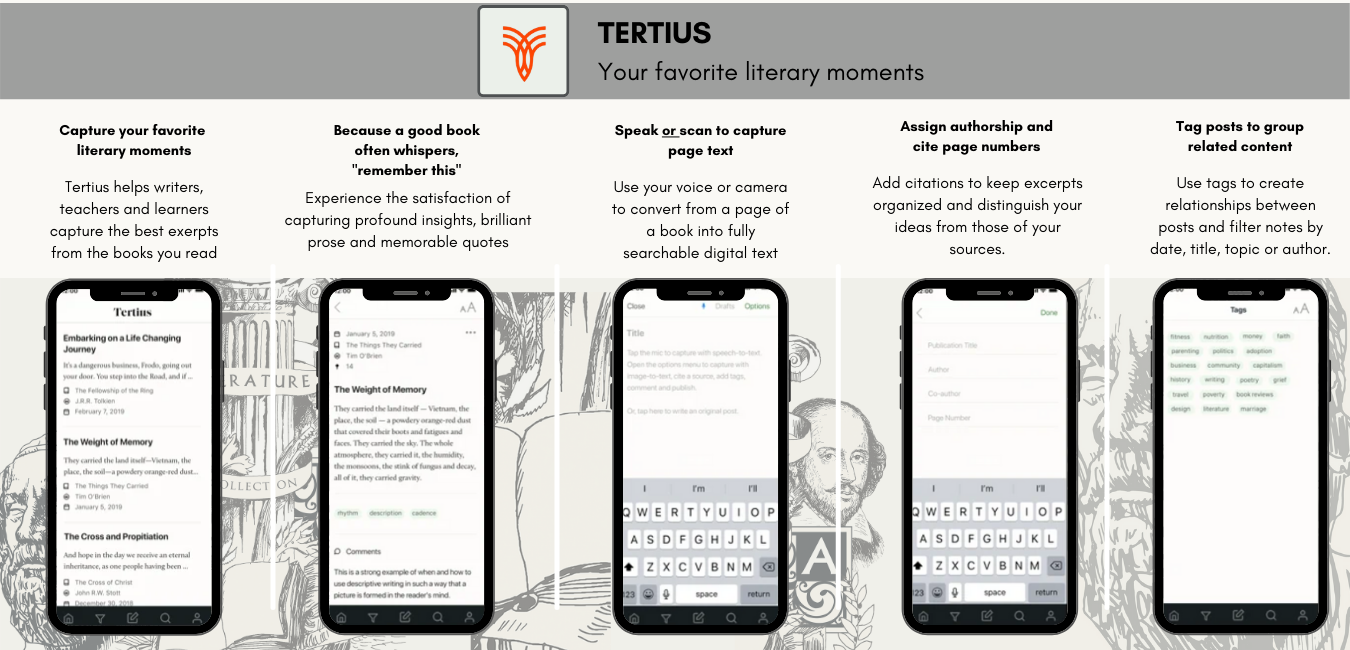 TERTIUS
Your favorite literary moments
Capture your favorite
literary moments
Tertius helps writers,
teachers and learners
capture the best exerpts
from the books you read
Because a good book
often whispers,
"remember this"
Experience the satisfaction of
capturing profound insights, brilliant
prose and memorable quotes
Speak or scan to capture
page text
Use your voice or camera
to convert from a page of
a book into fully
searchable digital text
Assign authorship and
cite page numbers
Add citations to keep excerpts
organized and distinguish your
ideas from those of your
sources.
Tag posts to group
related content
Use tags to create
relationships between
posts and filter notes by
date, title, topic or author.
Tertius
Embarking on a Life Changing
Journey
It's a dangerous business, Frodo, going out
your door. You step into the Road, and if ...
The Fellowship of the Ring
J.R.R. Tolkien
February 7, 2019
The Weight of Memory
They carried the land itself—Vietnam, the
place, the soil—a powdery orange-red dust...
The Things They Carried
Tim O'Brien
January 5, 2019
The Cross and Propitiation
And hope in the day we receive an eternal
inheritance, as one people having been ...
The Cross of Christ
John R.W. Stott
December 30, 2018
RATURE
OLLECTION
AA
January 5, 2019
The Things They Carried
Tim O'Brien
14
The Weight of Memory
They carried the land itself — Vietnam, the
place, the soil — a powdery orange-red dust
that covered their boots and fatigues and
faces. They carried the sky. The whole
atmosphere, they carried it, the humidity,
the monsoons, the stink of fungus and decay,
all of it, they carried gravity.
rhythm description cadence
Comments
This is a strong example of when and how to
use descriptive writing in such a way that a
picture is formed in the reader's mind.
Close Drafts Options
Title
Tap the mic to capture with speech-to-text.
Open the options menu to capture with
image-to-text, cite a source, add tags,
comment and publish.
Or, tap here to write an original post.
I I'm I'll
Q W E R T Y U I O P
A S D F G H J K L
Z X C V B N M
123 space return
A
Done
Publication Title
Author
Co-author
Page Number
I I'm I'll
Q W E R T Y U I O P
A S D F G H J K L
Z X C V B N M
123 space return
Tags AA
fitness nutrition money faith
parenting politics adoption
business community capitalism
history writing poetry grief
travel poverty book reviews
design literature marriage